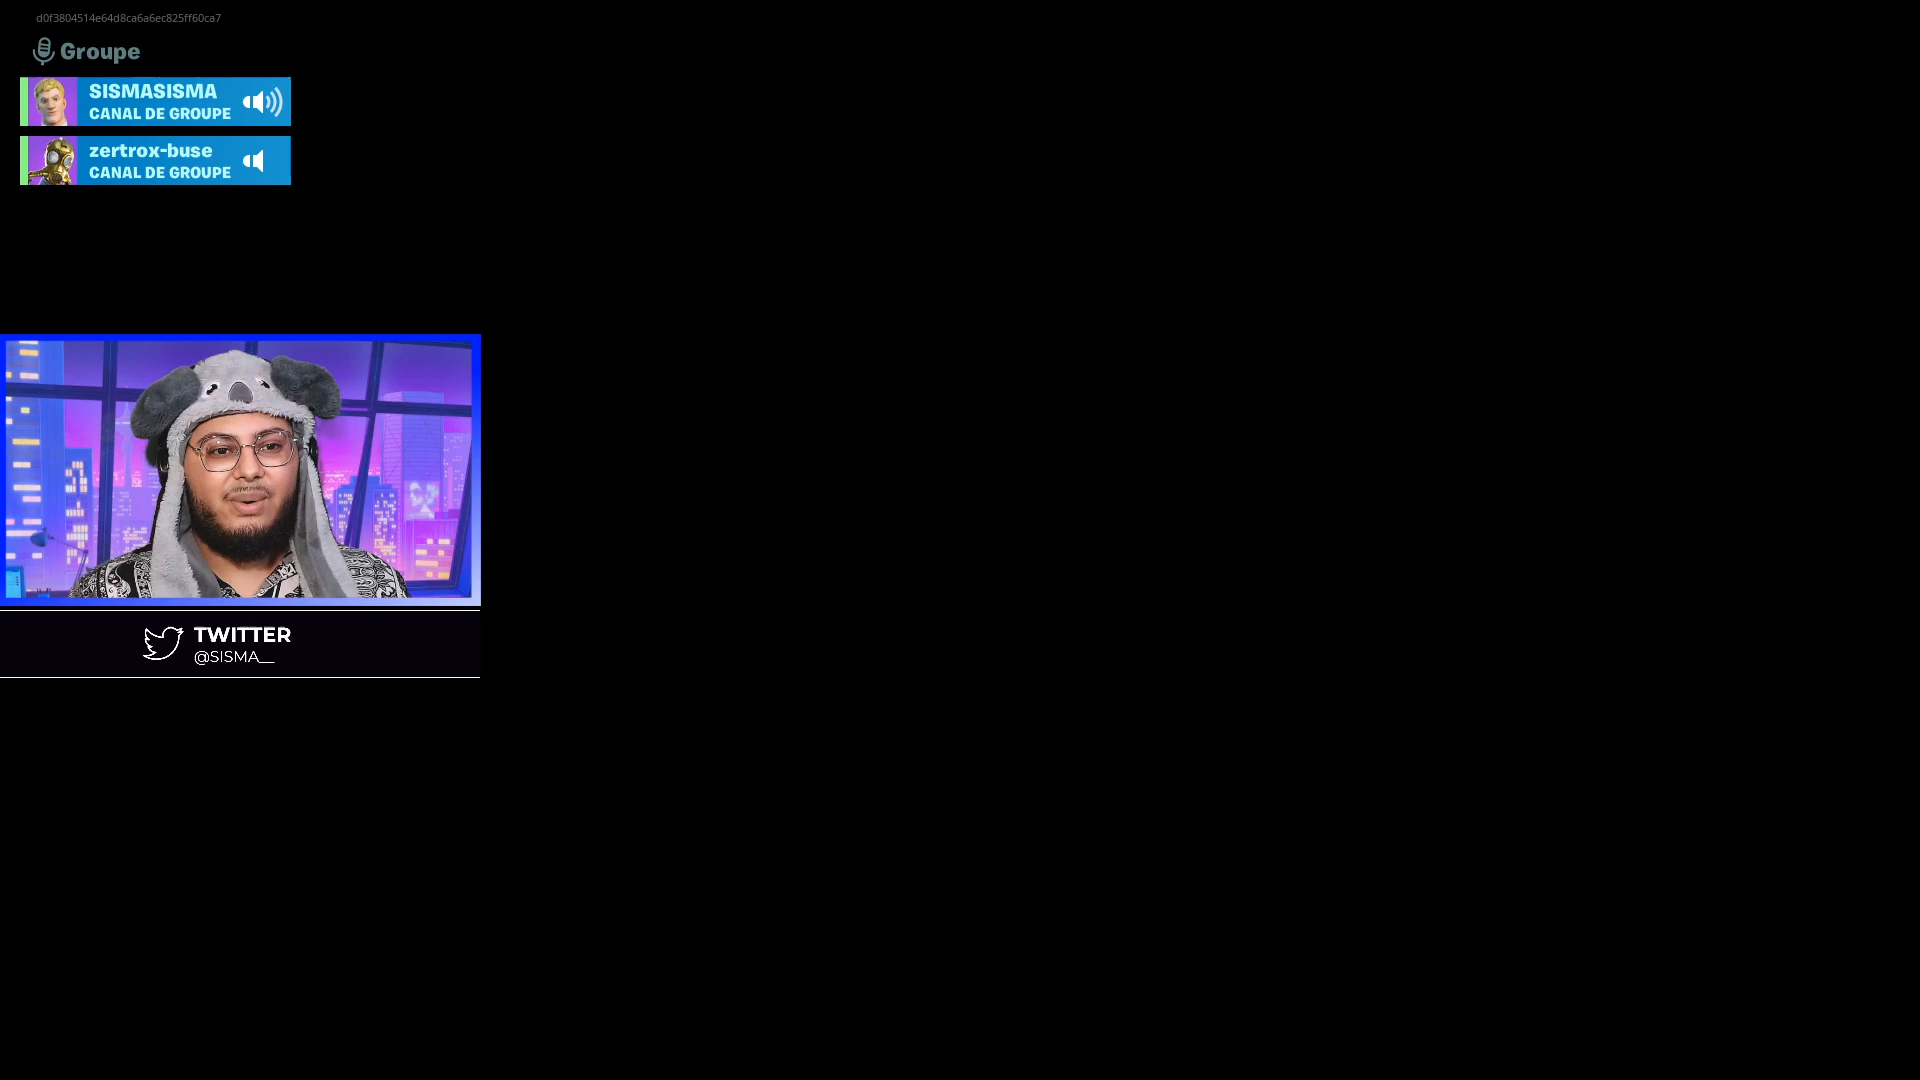 d0f3804514e64d8ca6a6ec825ff60ca7
Groupe
SISMASISMA
CANAL DE GROUPE
zertrox-buse
CANAL DE GROUPE
TWITTER
@SISMA__